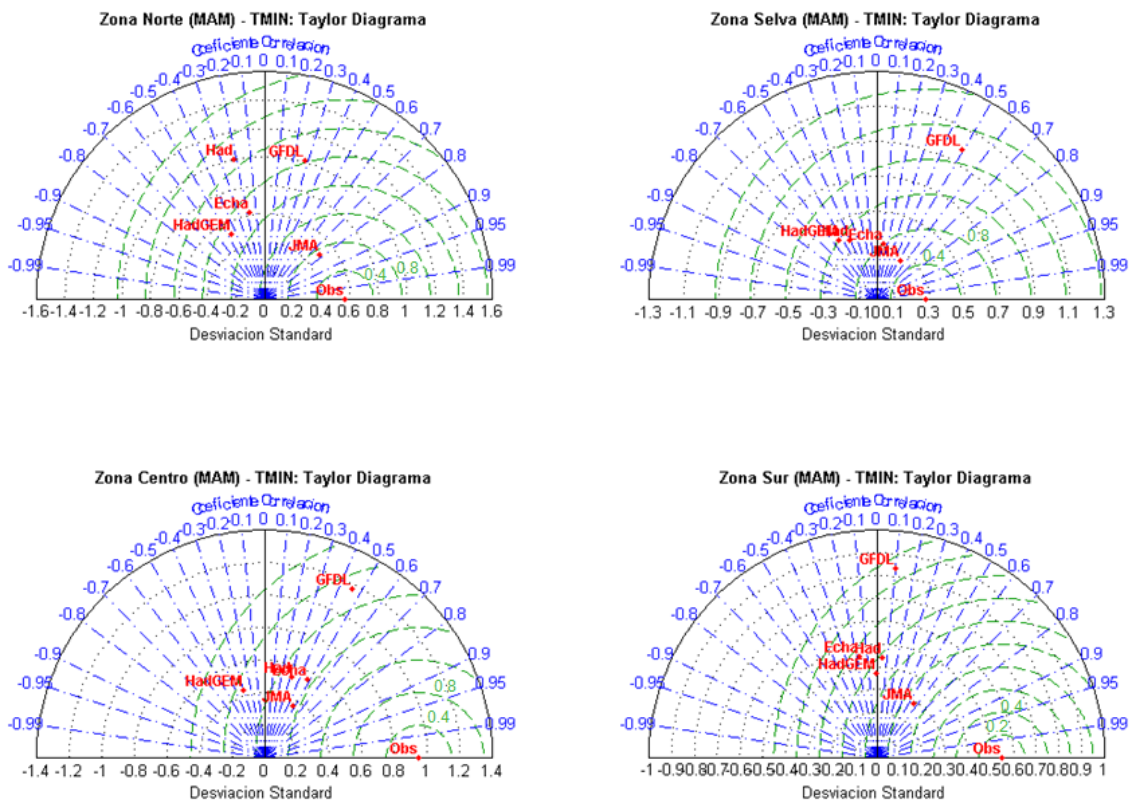 Zona Norte (MAM) - TMIN: Taylor Diagrama
Coeficiente Correlacion
-0.99 -0.95 -0.9 -0.8 -0.7 -0.6 -0.5 -0.4 -0.3 -0.2 -0.1 0 0.1 0.2 0.3 0.4 0.5 0.6 0.7 0.8 0.9 0.95 0.99
Had
GFDL
Echa
HadGEM
JMA
0.4 0.8
Obs
-1.6 -1.4 -1.2 -1 -0.8 -0.6 -0.4 -0.2 0 0.2 0.4 0.6 0.8 1 1.2 1.4 1.6
Desviacion Standard
Zona Selva (MAM) - TMIN: Taylor Diagrama
Coeficiente Correlacion
-0.99 -0.95 -0.9 -0.8 -0.7 -0.6 -0.5 -0.4 -0.3 -0.2 -0.1 0 0.1 0.2 0.3 0.4 0.5 0.6 0.7 0.8 0.9 0.95 0.99
GFDL
HadGEM Had Echa
0.8
JMA
0.4
Obs
-1.3 -1.1 -0.9 -0.7 -0.5 -0.3 -0.1 0 0.1 0.3 0.5 0.7 0.9 1.1 1.3
Desviacion Standard
Zona Centro (MAM) - TMIN: Taylor Diagrama
Coeficiente Correlacion
-0.99 -0.95 -0.9 -0.8 -0.7 -0.6 -0.5 -0.4 -0.3 -0.2 -0.1 0 0.1 0.2 0.3 0.4 0.5 0.6 0.7 0.8 0.9 0.95 0.99
GFDL
Had
Echa
HadGEM
JMA
0.8
0.4
Obs
-1.4 -1.2 -1 -0.8 -0.6 -0.4 -0.2 0 0.2 0.4 0.6 0.8 1 1.2 1.4
Desviacion Standard
Zona Sur (MAM) - TMIN: Taylor Diagrama
Coeficiente Correlacion
-0.99 -0.95 -0.9 -0.8 -0.7 -0.6 -0.5 -0.4 -0.3 -0.2 -0.1 0 0.1 0.2 0.3 0.4 0.5 0.6 0.7 0.8 0.9 0.95 0.99
GFDL
Echa Had
HadGEM
JMA
0.4
0.2
Obs
-1 -0.9 -0.8 -0.7 -0.6 -0.5 -0.4 -0.3 -0.2 -0.1 0 0.1 0.2 0.3 0.4 0.5 0.6 0.7 0.8 0.9 1
Desviacion Standard